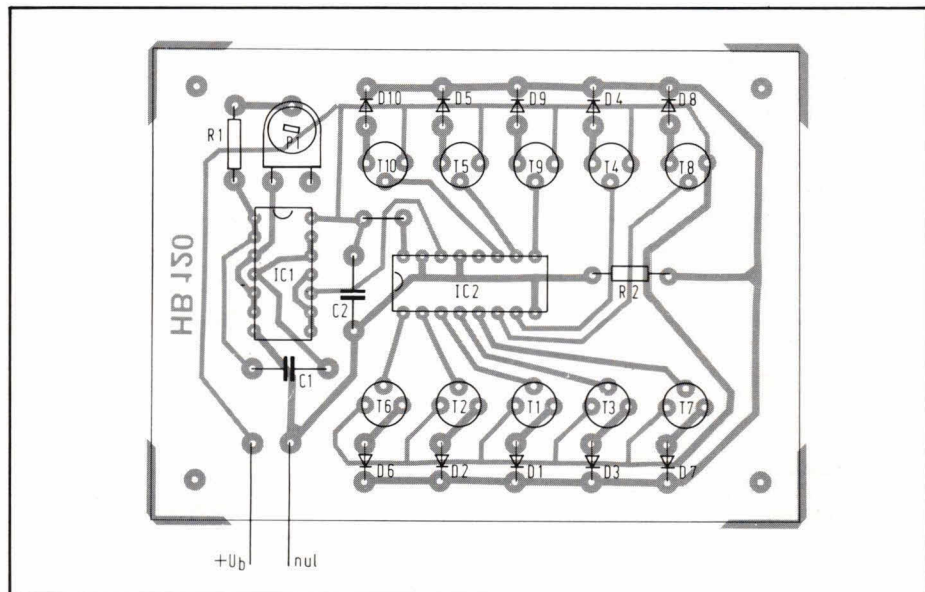 D10 D5 D9 D4 D8
R1 P1
T10 T5 T9 T4 T8
HB 120
IC1
IC2
R2
C2
C1
T6 T2 T1 T3 T7
D6 D2 D1 D3 D7
+Ub nul